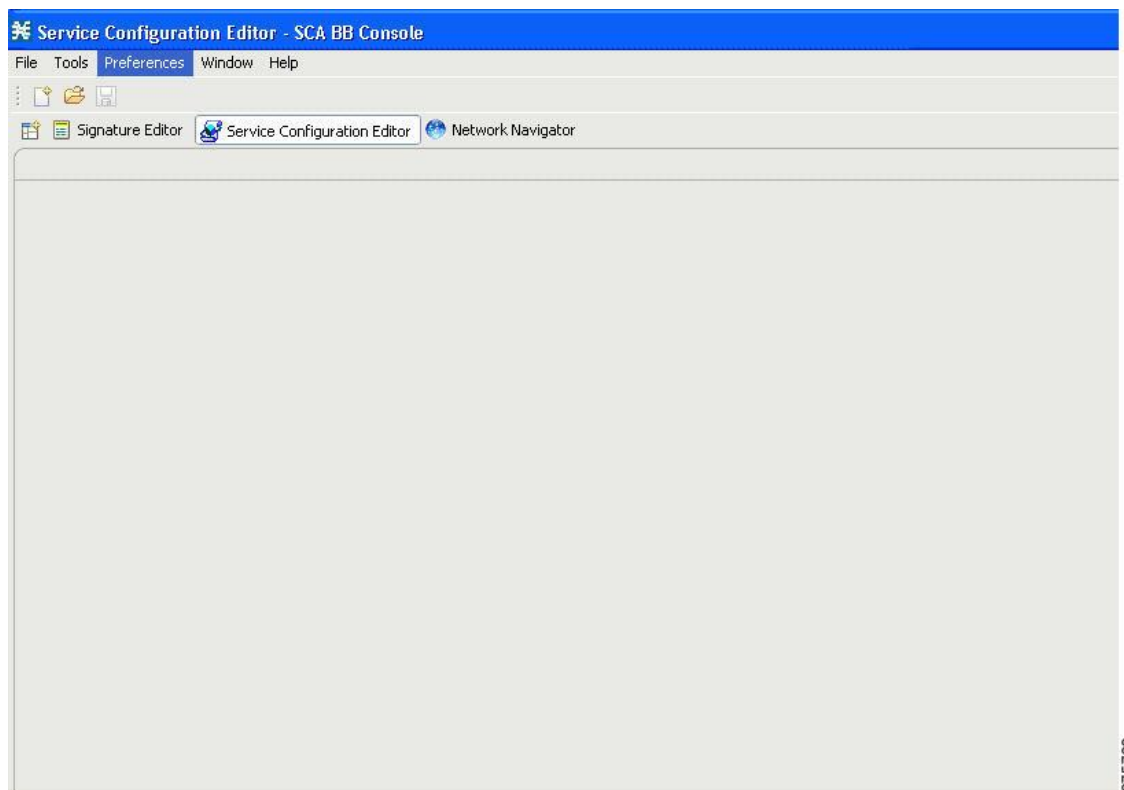 Service Configuration Editor - SCA BB Console
File Tools Preferences Window Help
Signature Editor Service Configuration Editor Network Navigator